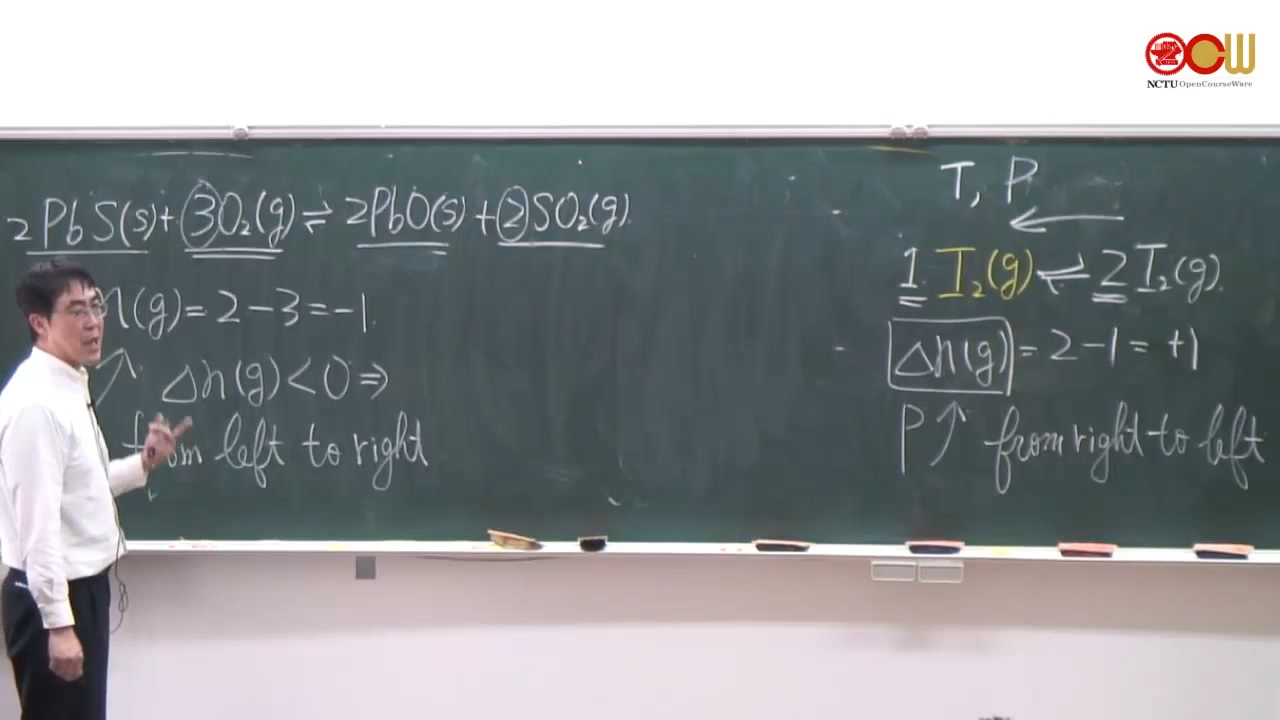 NCTU OpenCourseWare
2PbS(s) + 3O₂(g) ⇌ 2PbO(s) + 2SO₂(g).
n(g) = 2 - 3 = -1.
↗ Δn(g) < 0 ⇒
from left to right
T, P
←
1. I₂(g) ⇌ 2I₂(g).
Δn(g) = 2 - 1 = +1
P↗ from right to left